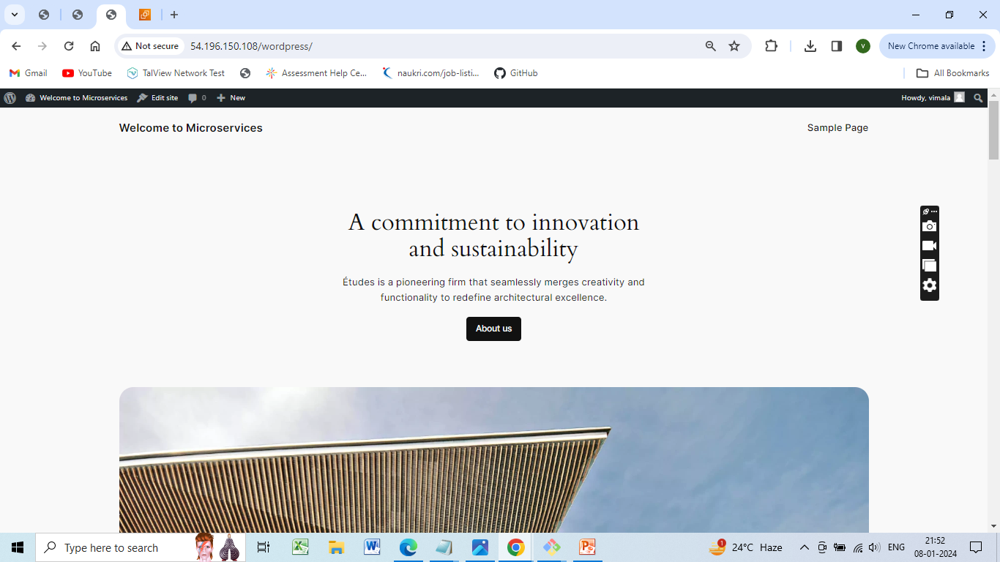 Not secure 54.196.150.108/wordpress/ V New Chrome available
Gmail YouTube TalView Network Test Assessment Help Ce... naukri.com/job-listi... GitHub All Bookmarks
Welcome to Microservices Edit site 0 New Howdy, vimala
Welcome to Microservices Sample Page
A commitment to innovation
and sustainability
Études is a pioneering firm that seamlessly merges creativity and
functionality to redefine architectural excellence.
About us
Type here to search 1 24°C Haze ENG 21:52
08-01-2024